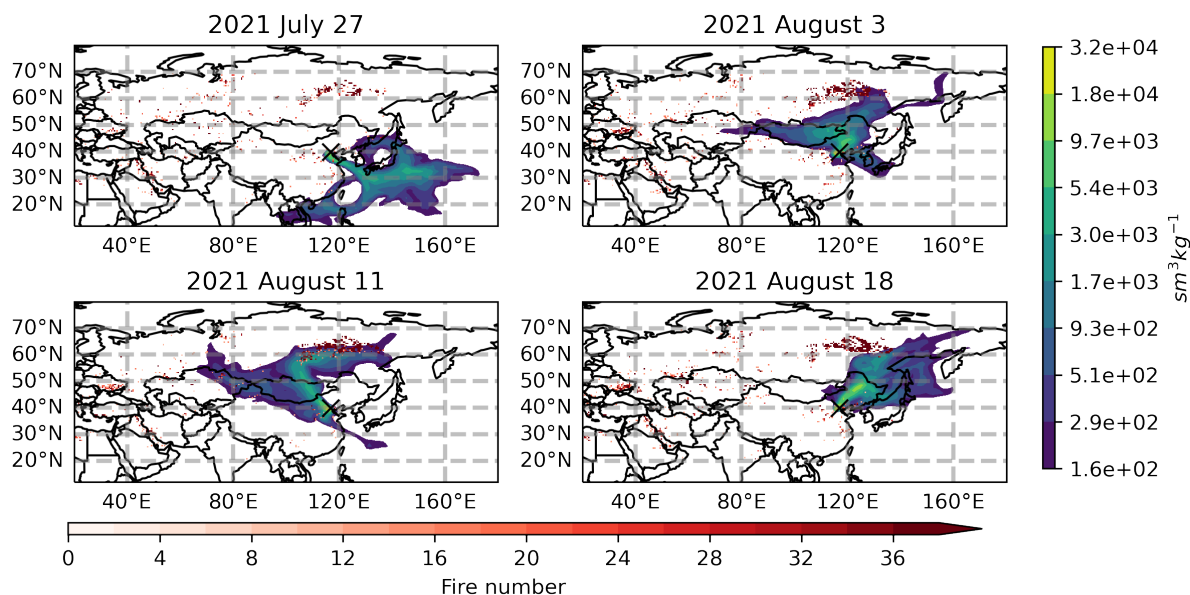 2021 July 27
2021 August 3
70°N
60°N
50°N
40°N
30°N
20°N
40°E 80°E 120°E 160°E
70°N
60°N
50°N
40°N
30°N
20°N
40°E 80°E 120°E 160°E
2021 August 11
2021 August 18
70°N
60°N
50°N
40°N
30°N
20°N
40°E 80°E 120°E 160°E
70°N
60°N
50°N
40°N
30°N
20°N
40°E 80°E 120°E 160°E
3.2e+04
1.8e+04
9.7e+03
5.4e+03
3.0e+03
1.7e+03
9.3e+02
5.1e+02
2.9e+02
1.6e+02
sm³kg⁻¹
0 4 8 12 16 20 24 28 32 36
Fire number